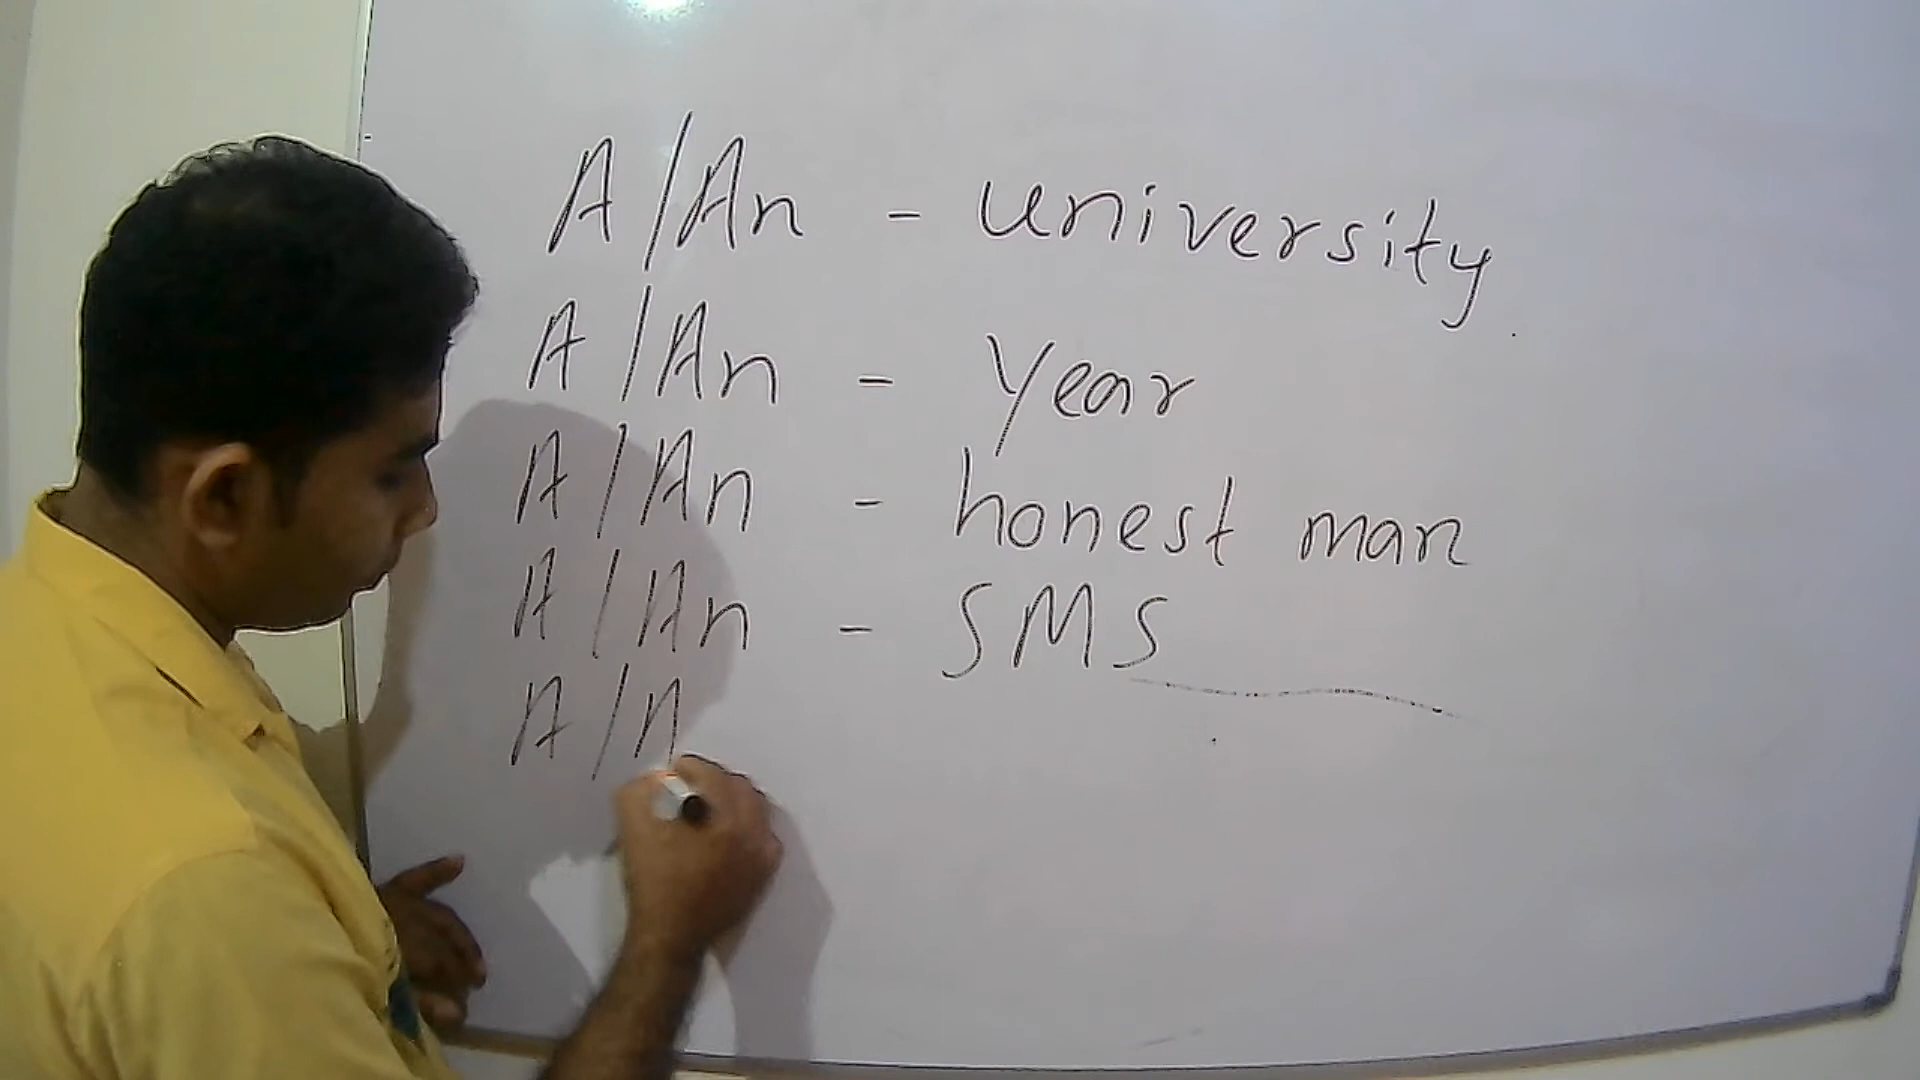 A/An - university
A/An - year
A/An - honest man
A/An - SMS
A/A